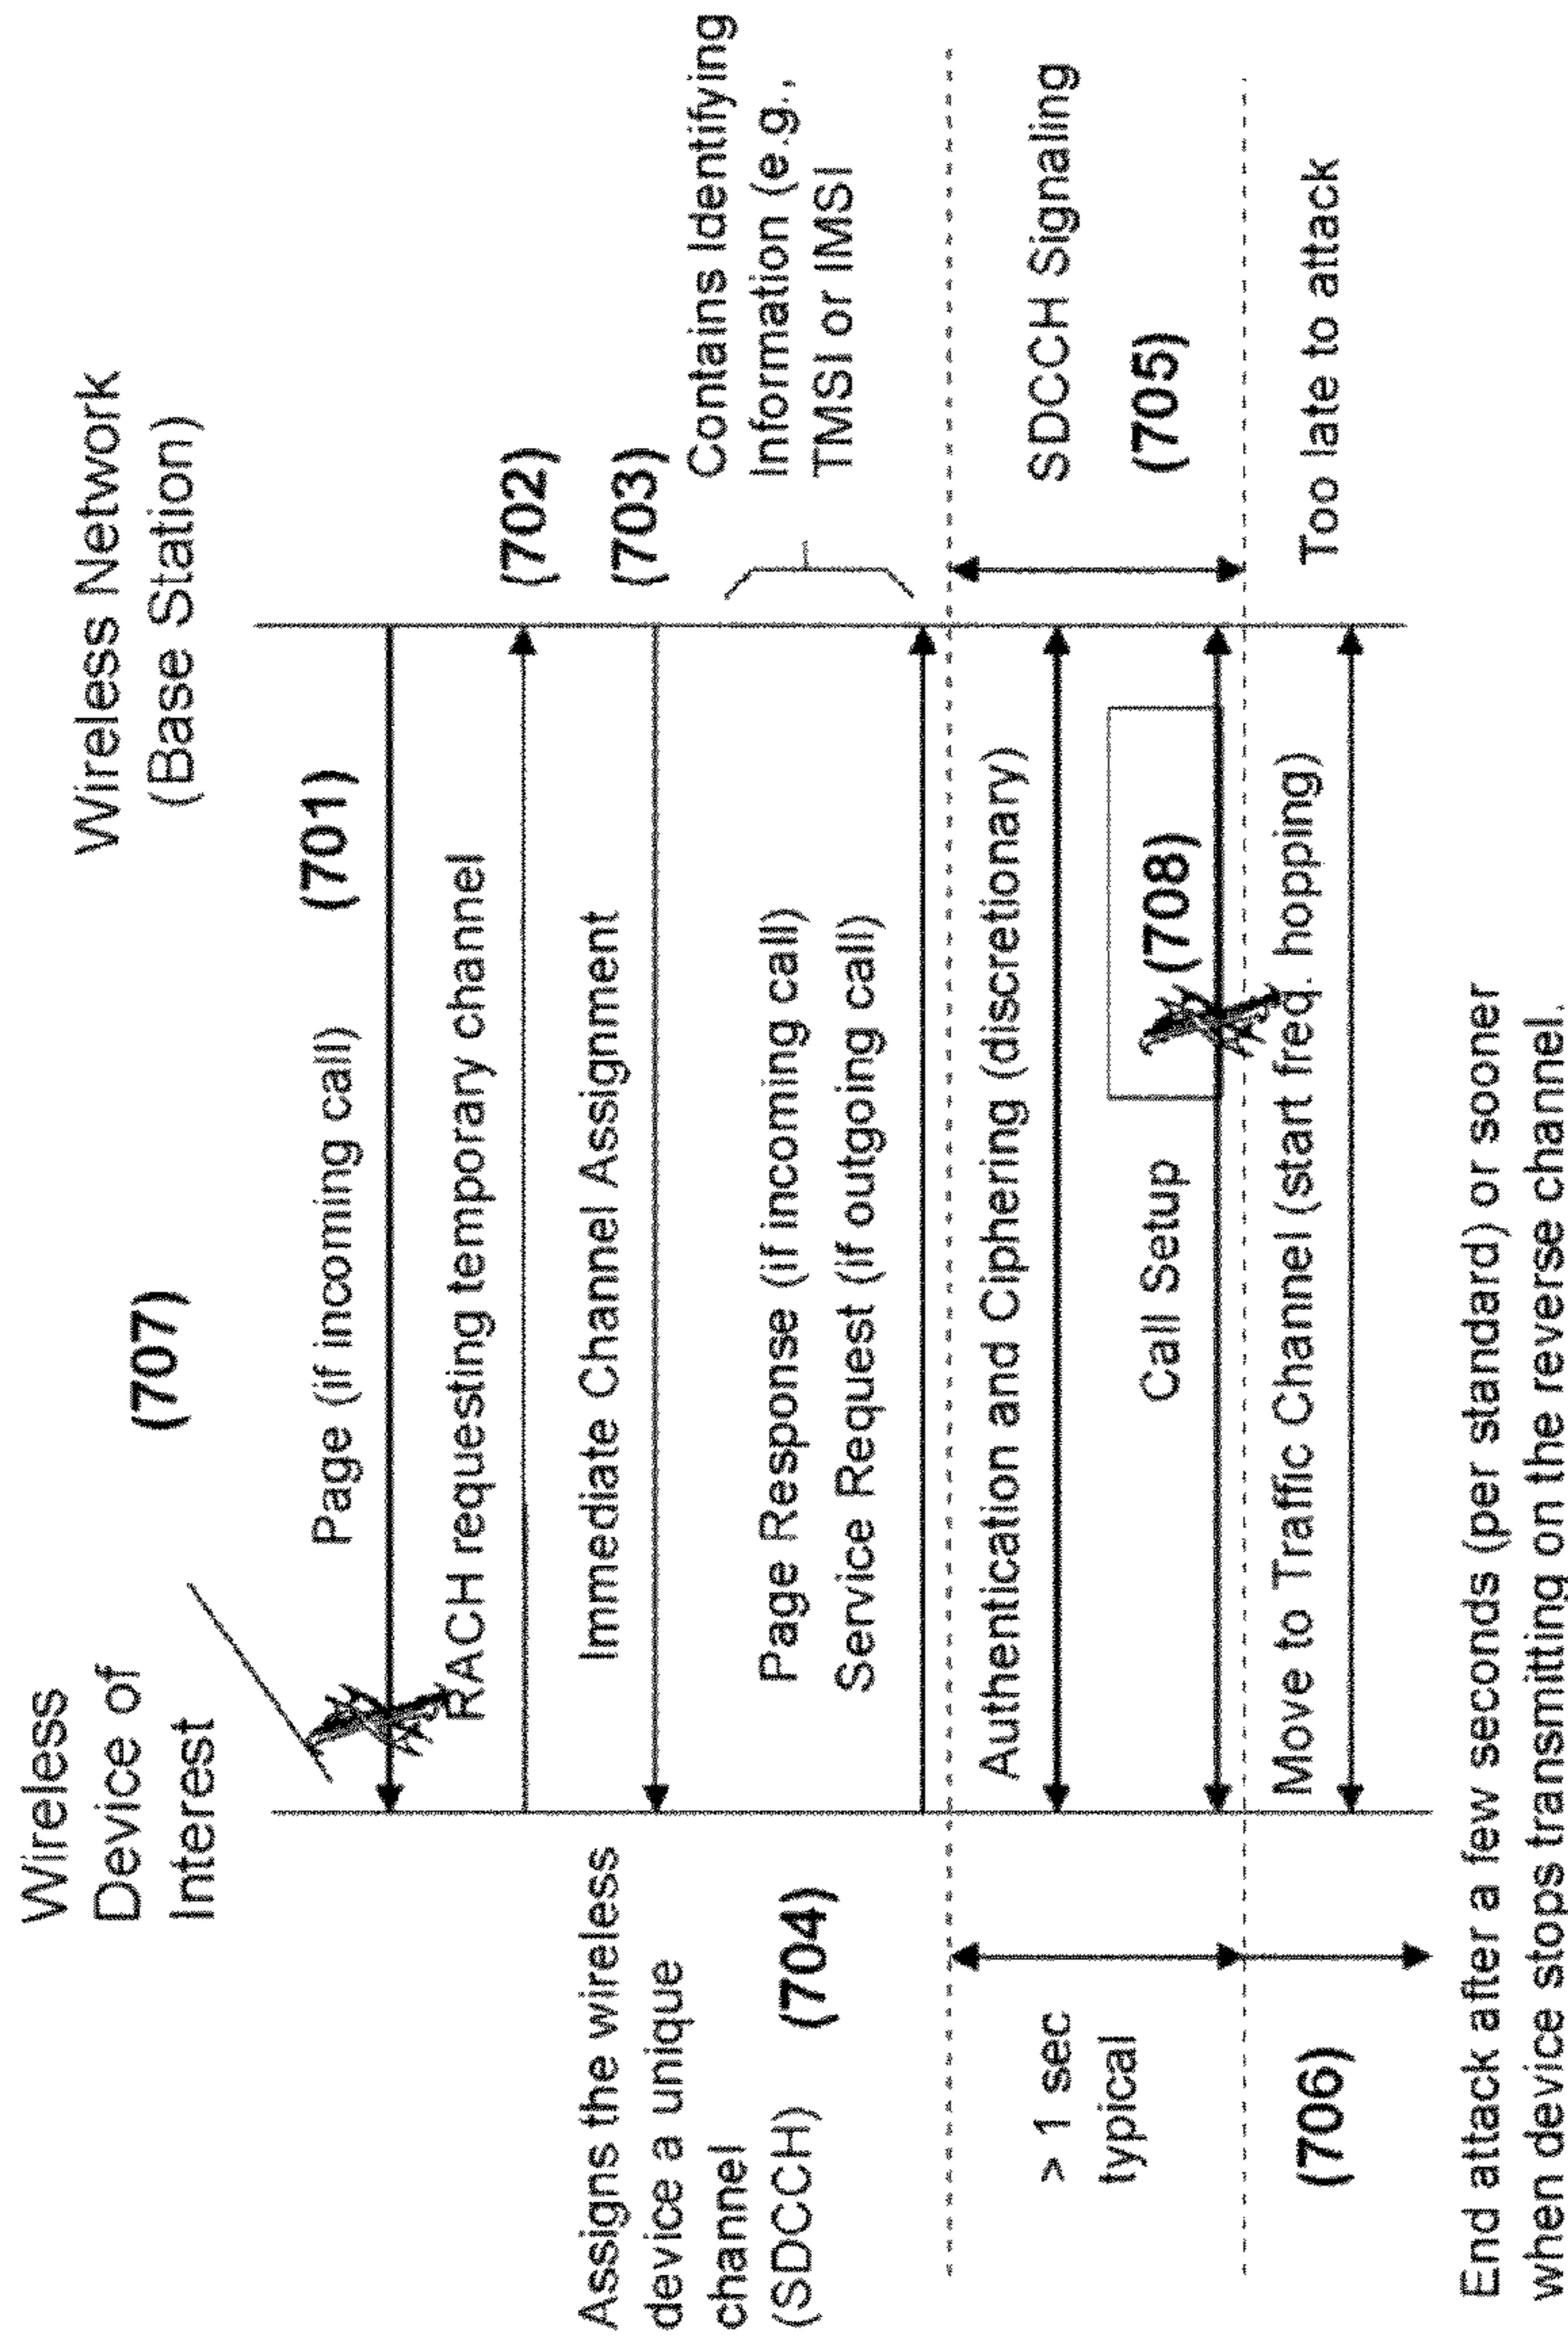 Wireless
Device of
Interest
(707)
Wireless Network
(Base Station)
Page (if incoming call)
(701)
RACH requesting temporary channel
(702)
Immediate Channel Assignment
(703)
Assigns the wireless
device a unique
channel
(SDCCH)
(704)
Page Response (if incoming call)
Service Request (if outgoing call)
Contains Identifying
Information (e.g.,
TMSI or IMSI
> 1 sec
typical
Authentication and Ciphering (discretionary)
SDCCH Signaling
(705)
Call Setup
(708)
(706)
Move to Traffic Channel (start freq. hopping)
Too late to attack
End attack after a few seconds (per standard) or sooner
when device stops transmitting on the reverse channel.